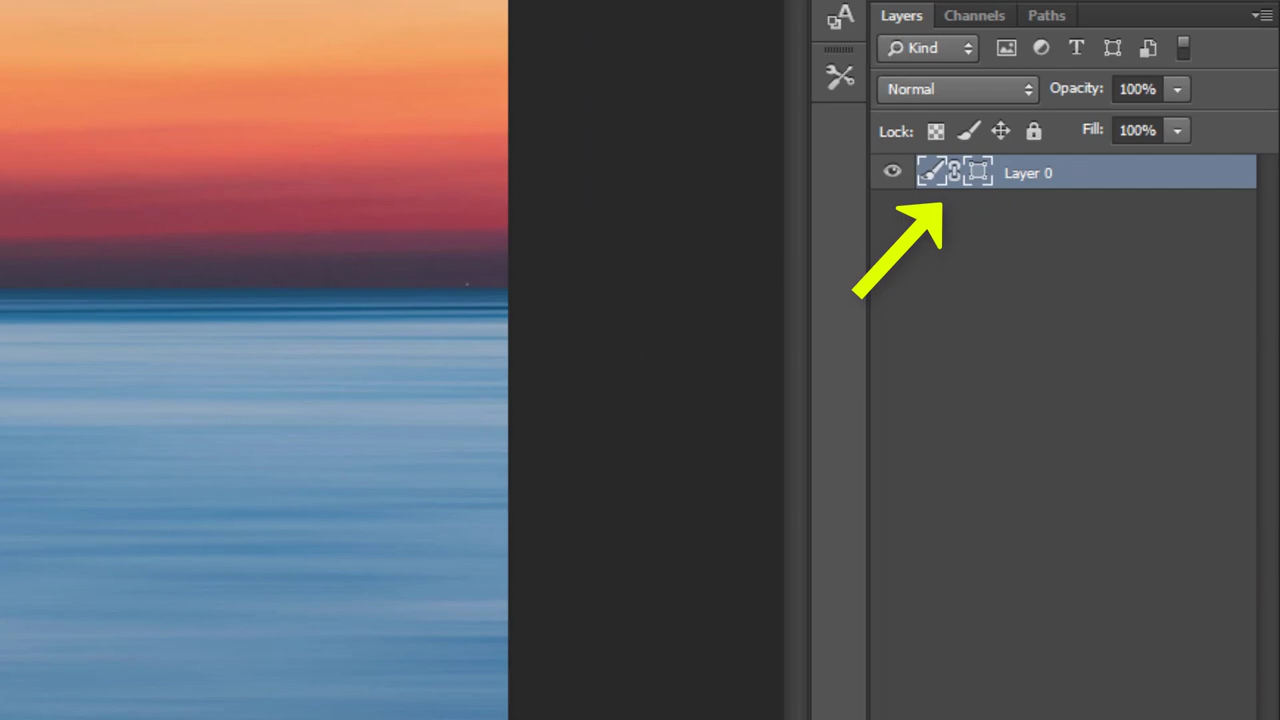 Layers Channels Paths
Kind
Normal Opacity: 100%
Lock: Fill: 100%
Layer 0